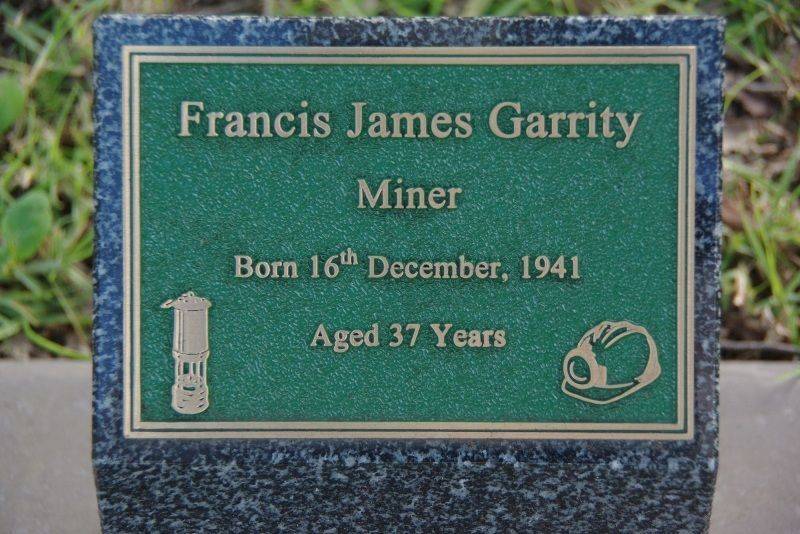 Francis James Garrity
Miner
Born 16th December, 1941
Aged 37 Years